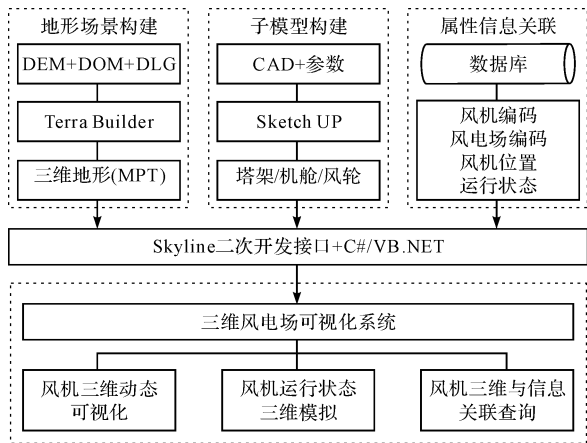 地形场景构建
DEM+DOM+DLG
Terra Builder
三维地形(MPT)
子模型构建
CAD+参数
Sketch UP
塔架/机舱/风轮
属性信息关联
数据库
风机编码
风电场编码
风机位置
运行状态
Skyline二次开发接口+C#/VB.NET
三维风电场可视化系统
风机三维动态
可视化
风机运行状态
三维模拟
风机三维与信息
关联查询